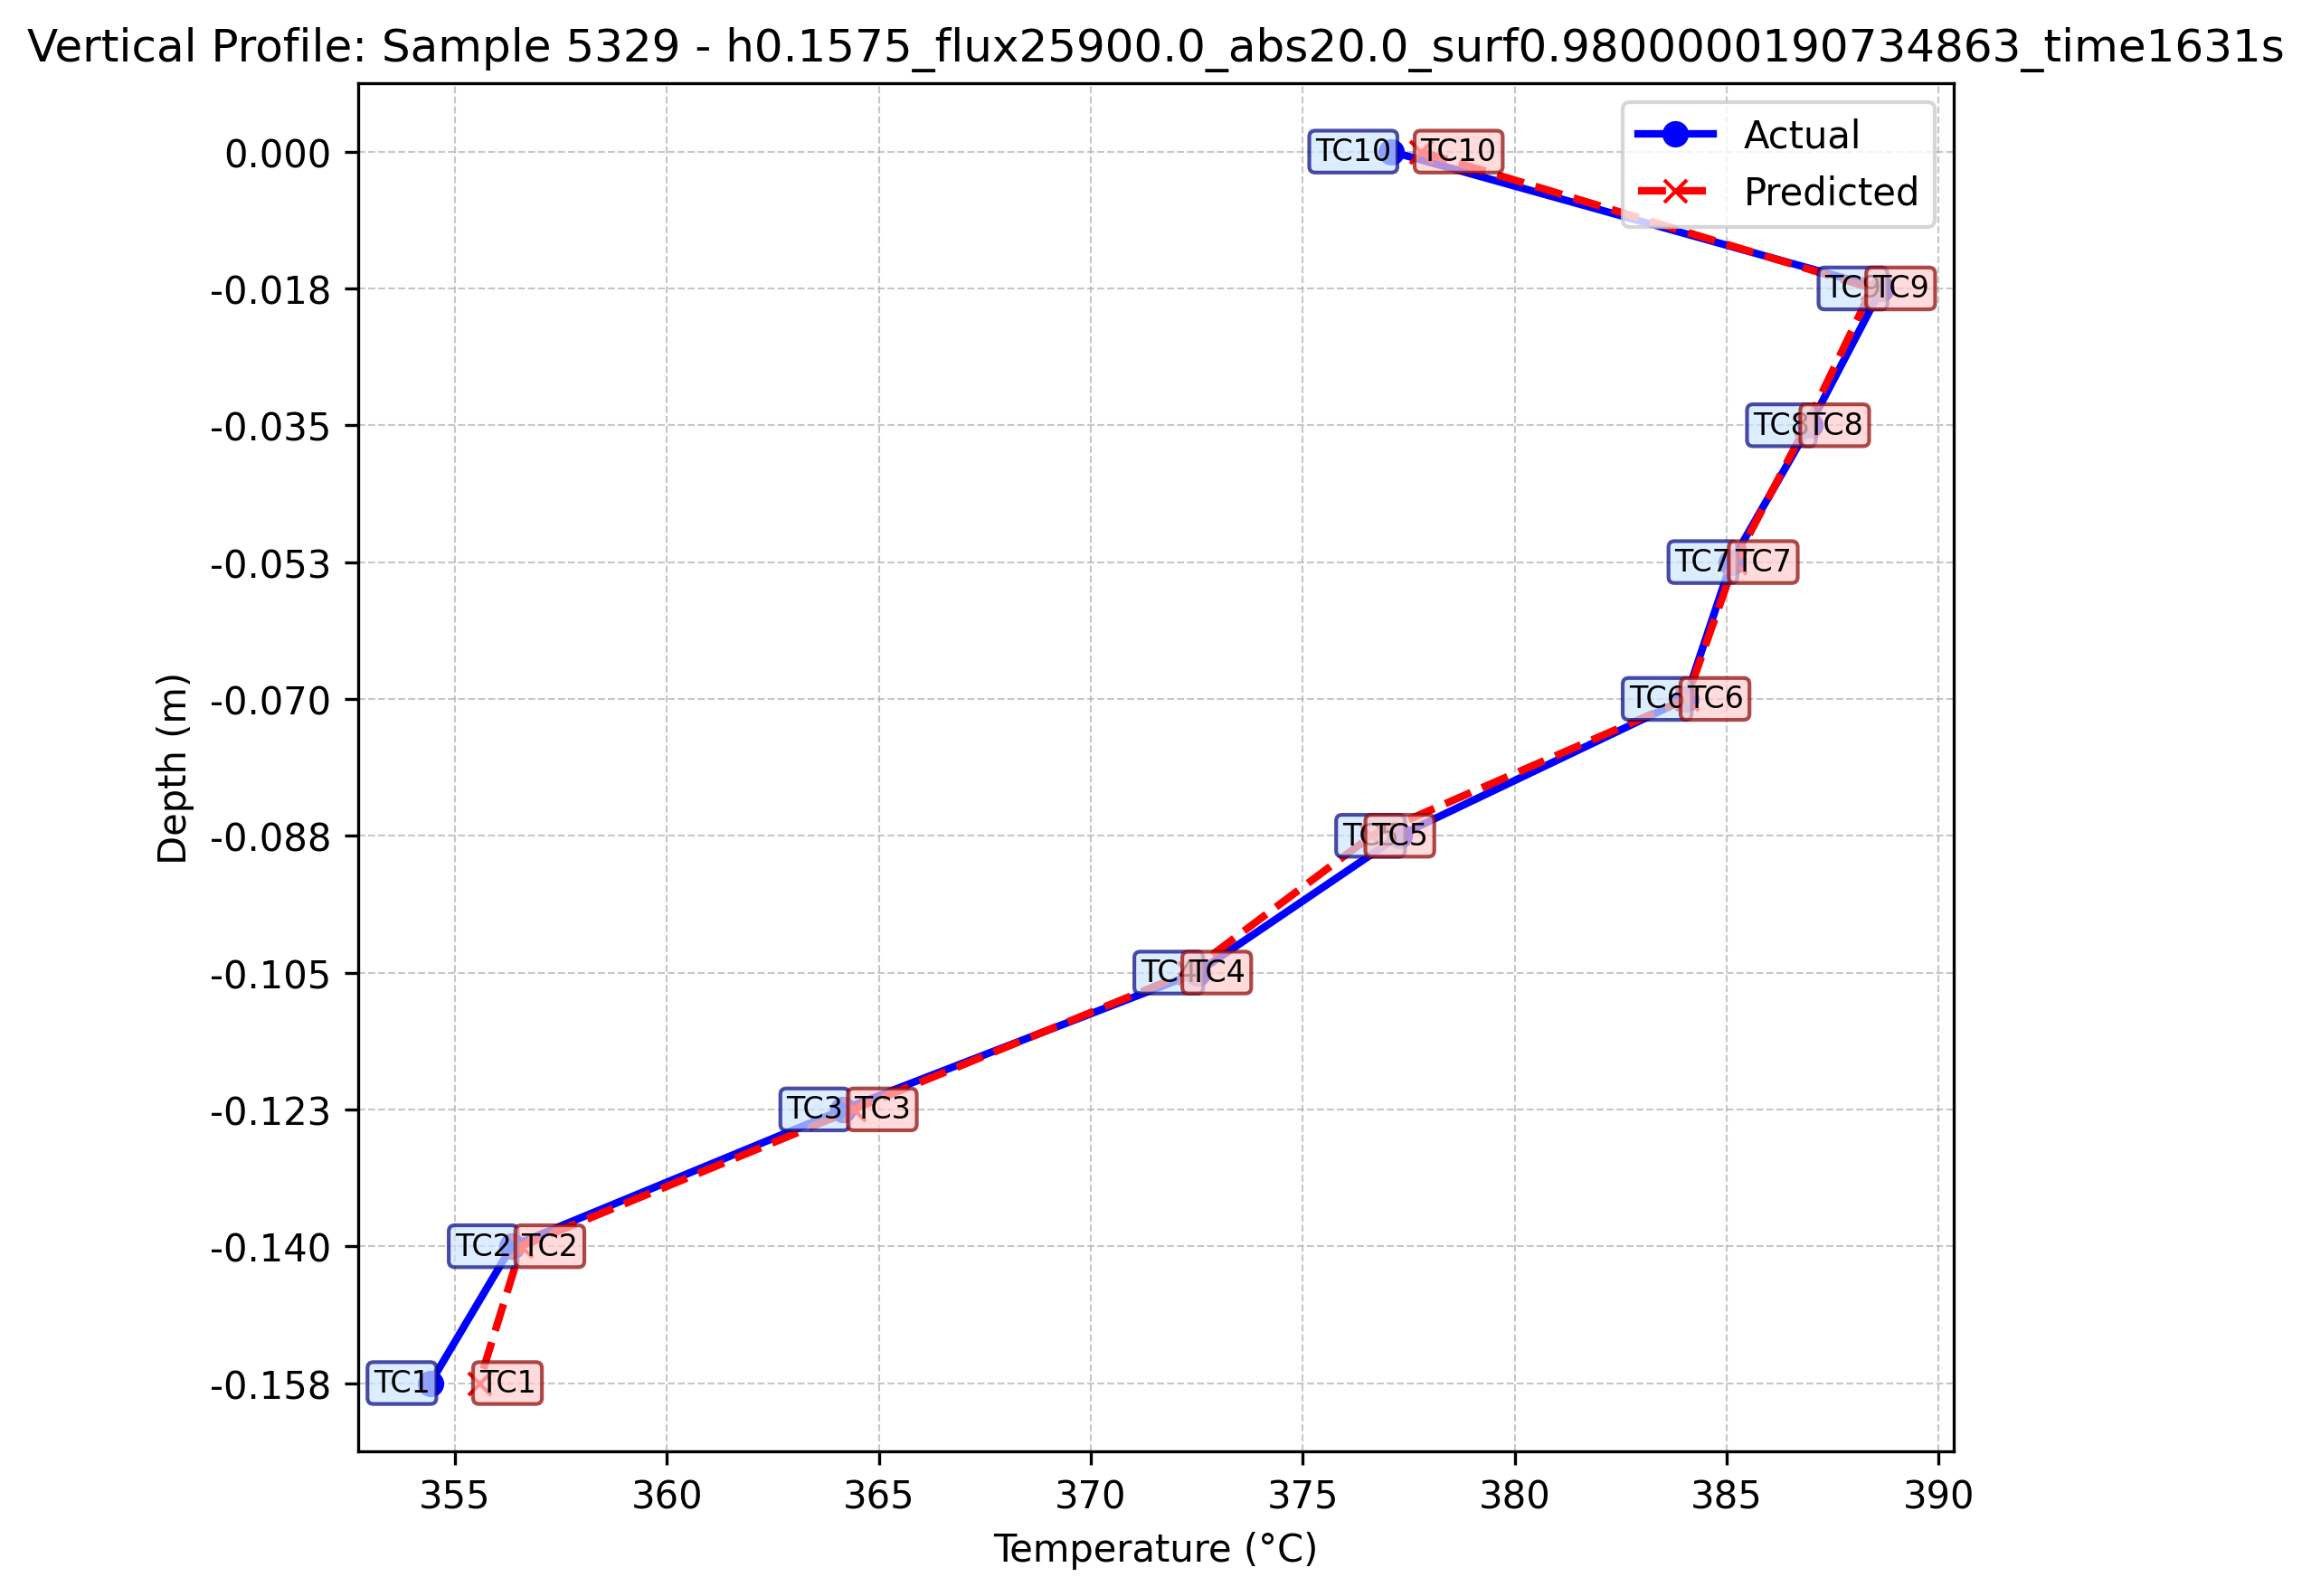 Vertical Profile: Sample 5329 - h0.1575_flux25900.0_abs20.0_surf0.9800000190734863_time1631s
Actual
Predicted
0.000
-0.018
-0.035
-0.053
-0.070
-0.088
-0.105
-0.123
-0.140
-0.158
Depth (m)
TC10
TC10
TC9
TC9
TC8
TC8
TC7
TC7
TC6
TC6
TC5
TC4
TC4
TC3
TC3
TC2
TC2
TC1
TC1
355
360
365
370
375
380
385
390
Temperature (°C)